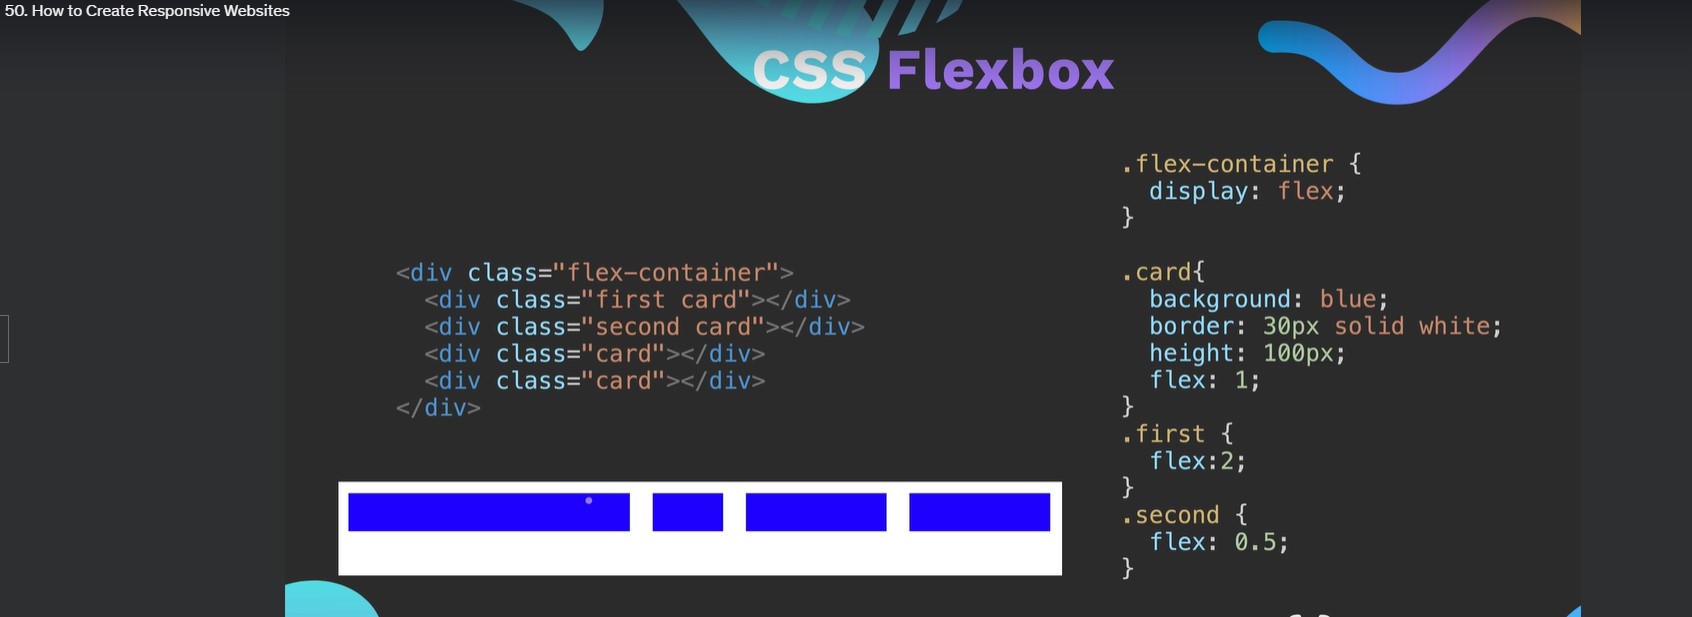 50. How to Create Responsive Websites
CSS Flexbox
<div class="flex-container">
<div class="first card"></div>
<div class="second card"></div>
<div class="card"></div>
<div class="card"></div>
</div>
.flex-container {
display: flex;
}
.card{
background: blue;
border: 30px solid white;
height: 100px;
flex: 1;
}
.first {
flex:2;
}
.second {
flex: 0.5;
}